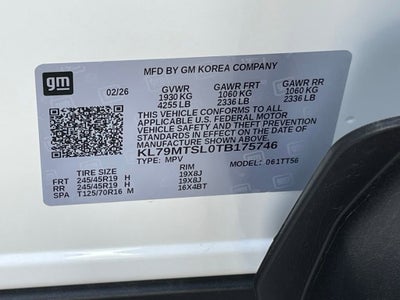 gm
MFD BY GM KOREA COMPANY
02/26 GVWR GAWR FRT GAWR RR
1930 KG 1060 KG 1060 KG
4255 LB 2336 LB 2336 LB
THIS VEHICLE CONFORMS TO ALL
APPLICABLE U.S. FEDERAL MOTOR
VEHICLE SAFETY AND THEFT PREVENTION
STANDARDS IN EFFECT ON THE DATE OF
MANUFACTURE SHOWN ABOVE.
KL79MTSL0TB175746
TYPE: MPV MODEL: 061TT56
TIRE SIZE RIM
FRT 245/45R19 H 19X8J
RR 245/45R19 H 19X8J
SPA T125/70R16 M 16X4BT